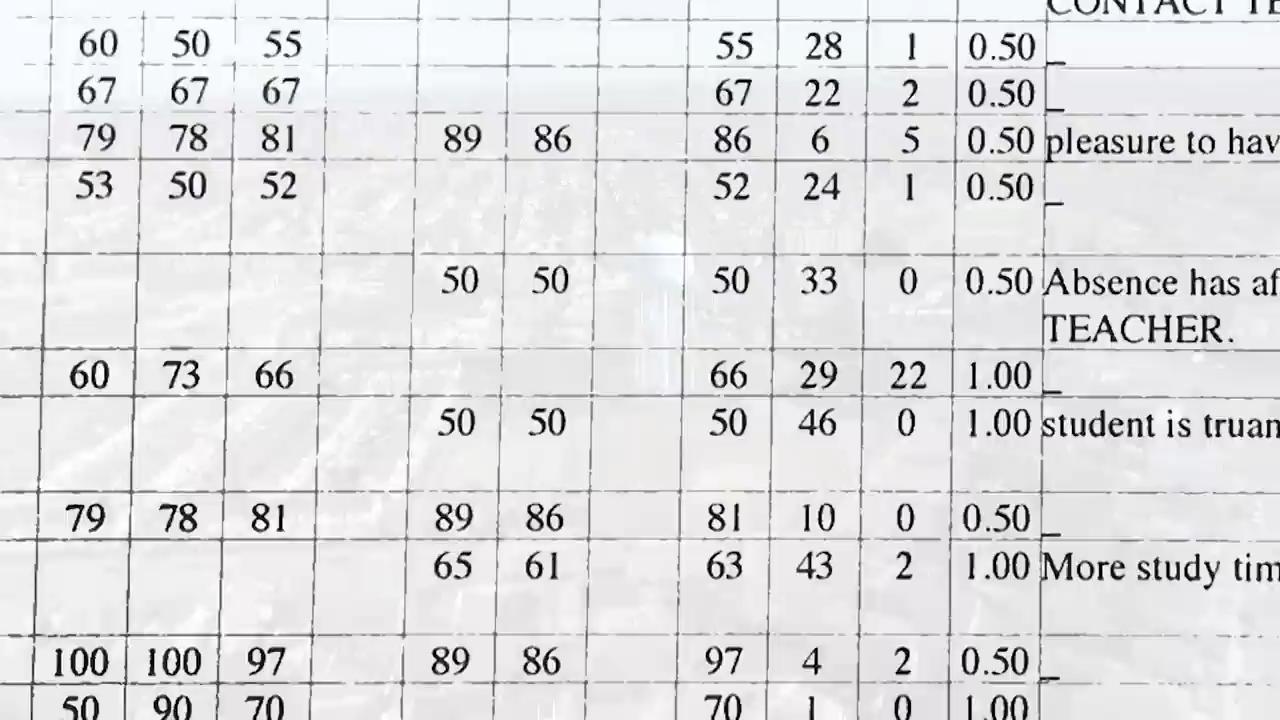 CONTACT TE
60 50 55 55 28 1 0.50 _
67 67 67 67 22 2 0.50 _
79 78 81 89 86 86 6 5 0.50 pleasure to hav
53 50 52 52 24 1 0.50 _
50 50 50 33 0 0.50 Absence has af
TEACHER.
60 73 66 66 29 22 1.00 _
50 50 50 46 0 1.00 student is truan
79 78 81 89 86 81 10 0 0.50 _
65 61 63 43 2 1.00 More study tim
100 100 97 89 86 97 4 2 0.50 _
50 90 70 70 1 0 1.00